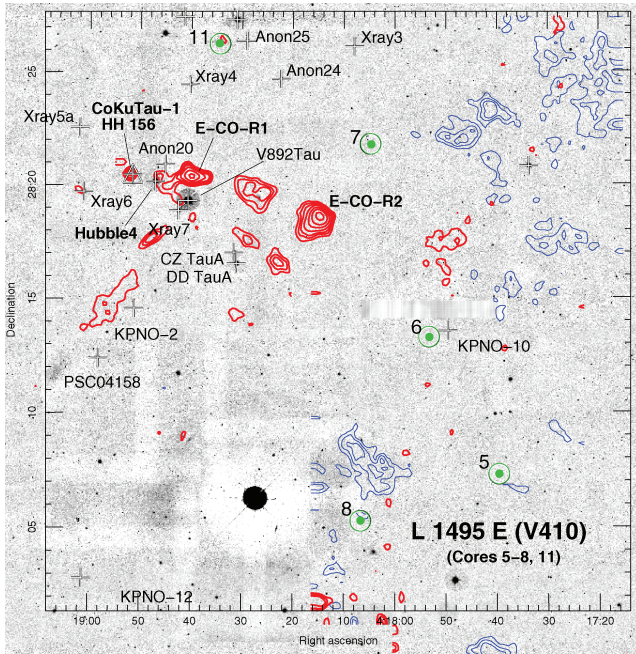 11
Anon25
Xray3
25
Xray4
Anon24
Xray5a
CoKuTau-1
HH 156
E-CO-R1
7
Anon20
V892Tau
28°20
Xray6
E-CO-R2
Hubble4
Xray7
CZ TauA
DD TauA
15
Declination
KPNO-2
6
KPNO-10
PSC04158
10
5
05
8
L 1495 E (V410)
(Cores 5-8, 11)
KPNO-12
19:00
50
40
30
20
10
4:18:00
50
40
30
17:20
Right ascension